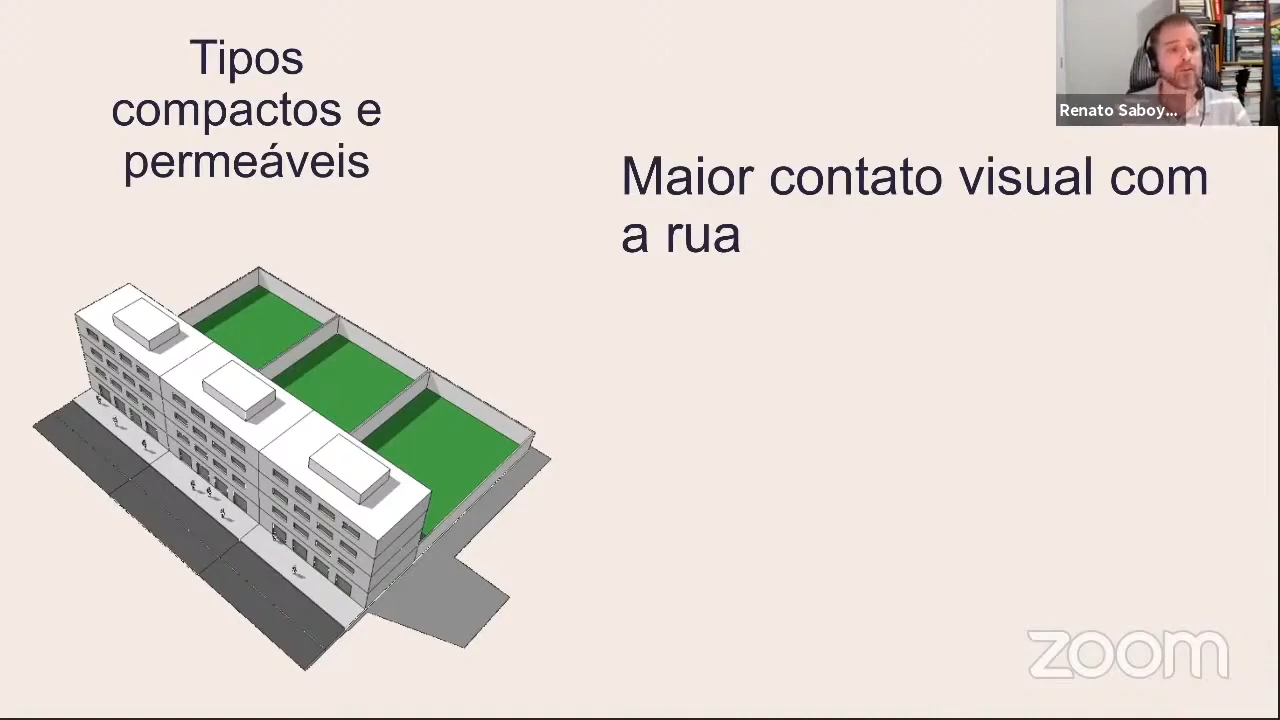 Tipos
compactos e
permeáveis
Renato Saboy...
Maior contato visual com
a rua
zoom